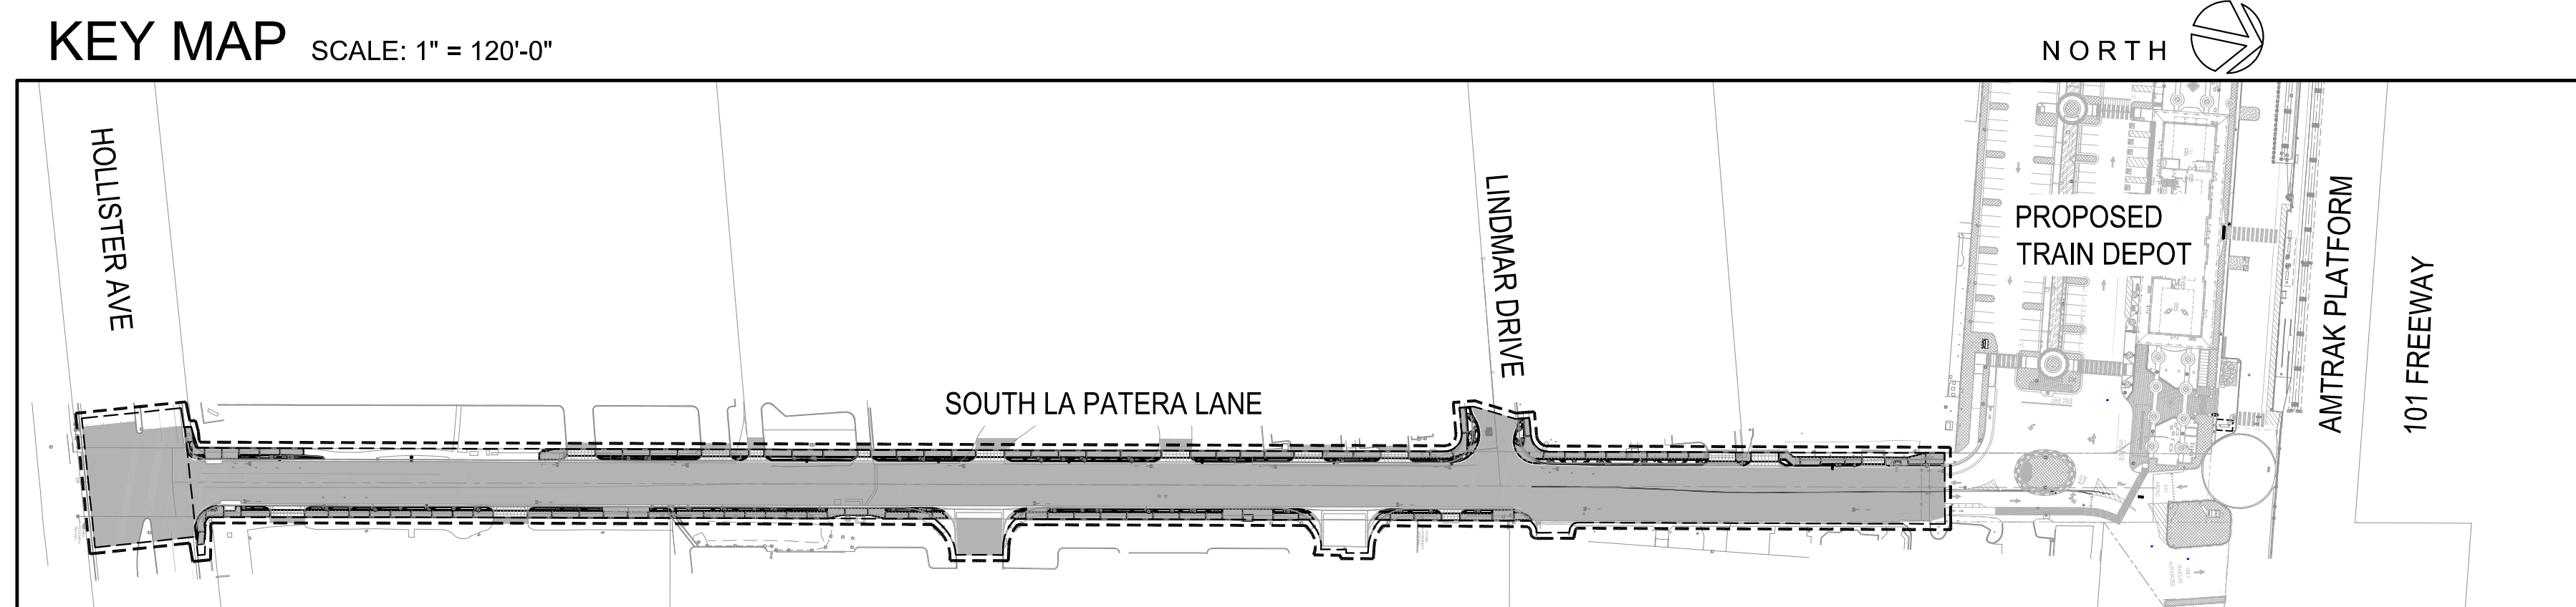 KEY MAP SCALE: 1" = 120'-0"
NORTH
HOLLISTER AVE
SOUTH LA PATERA LANE
LINDMAR DRIVE
PROPOSED
TRAIN DEPOT
AMTRAK PLATFORM
101 FREEWAY